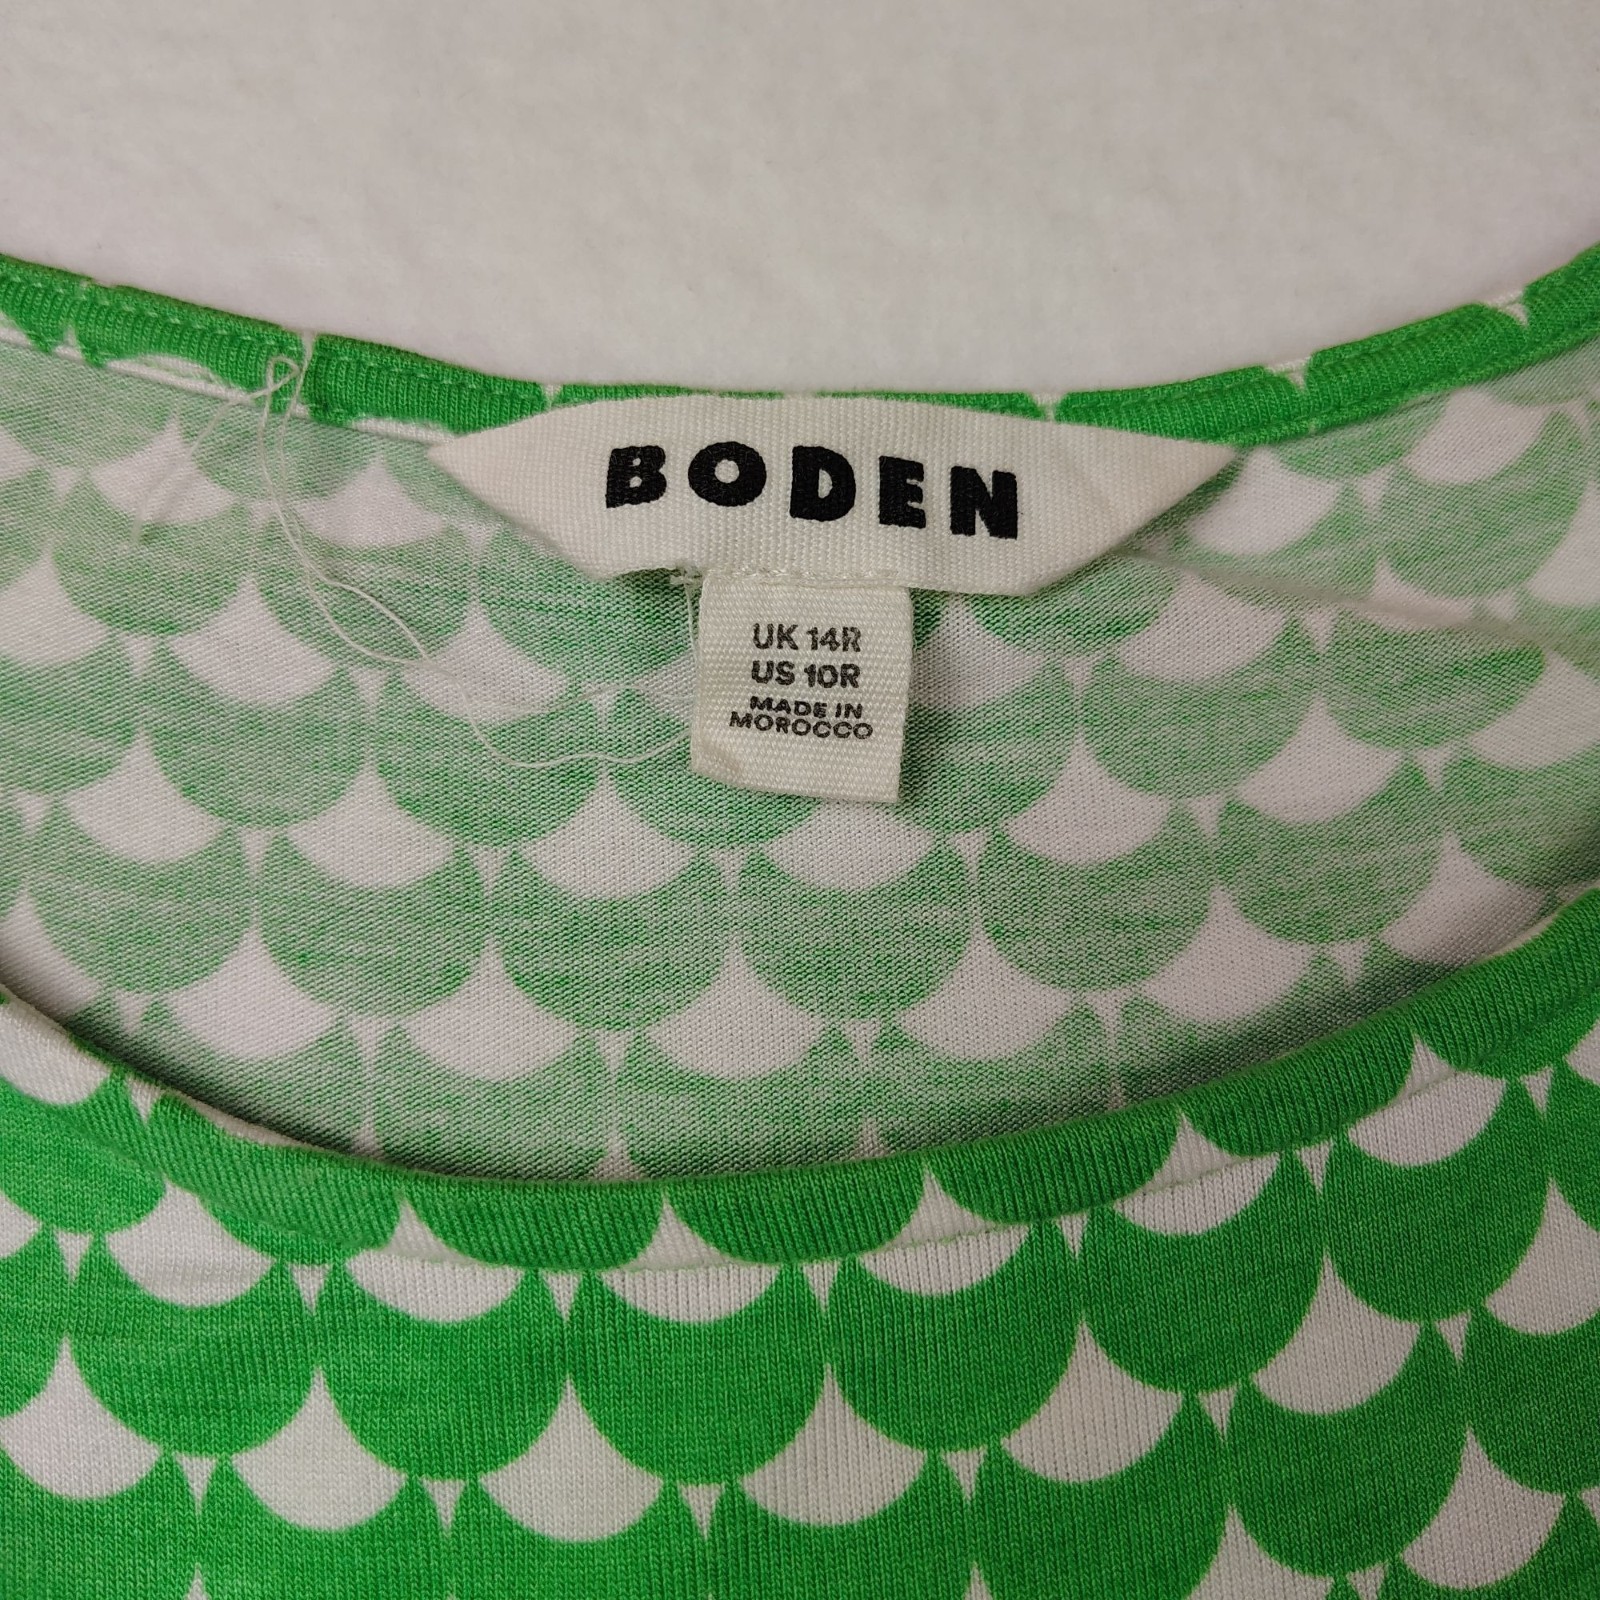 BODEN
UK 14R
US 10R
MADE IN
MOROCCO